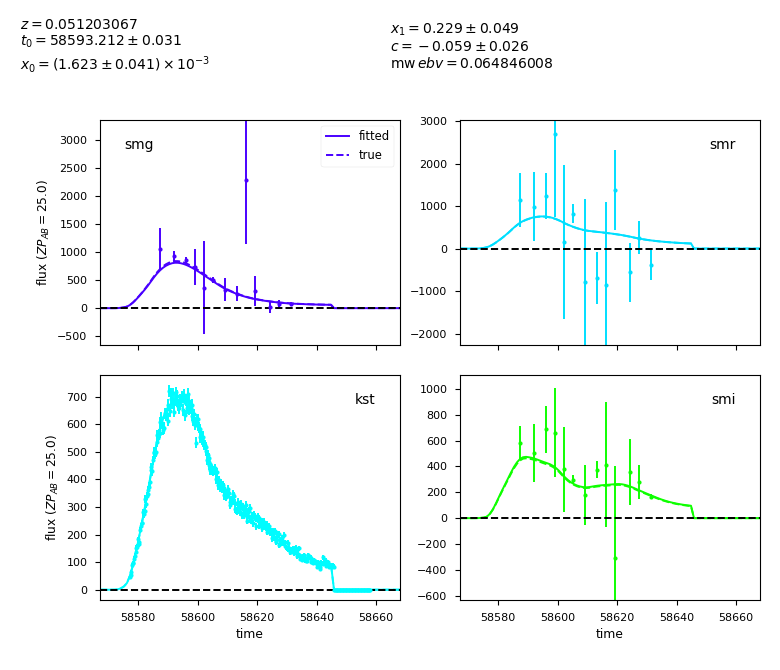 z = 0.051203067
t0 = 58593.212 ± 0.031
x0 = (1.623 ± 0.041) × 10⁻³
x1 = 0.229 ± 0.049
c = −0.059 ± 0.026
mwebv = 0.064846008
smg
fitted
true
3000
2500
2000
1500
1000
500
0
−500
flux (ZP_AB = 25.0)
smr
3000
2000
1000
0
−1000
−2000
kst
700
600
500
400
300
200
100
0
flux (ZP_AB = 25.0)
58580 58600 58620 58640 58660
time
smi
1000
800
600
400
200
0
−200
−400
−600
58580 58600 58620 58640 58660
time